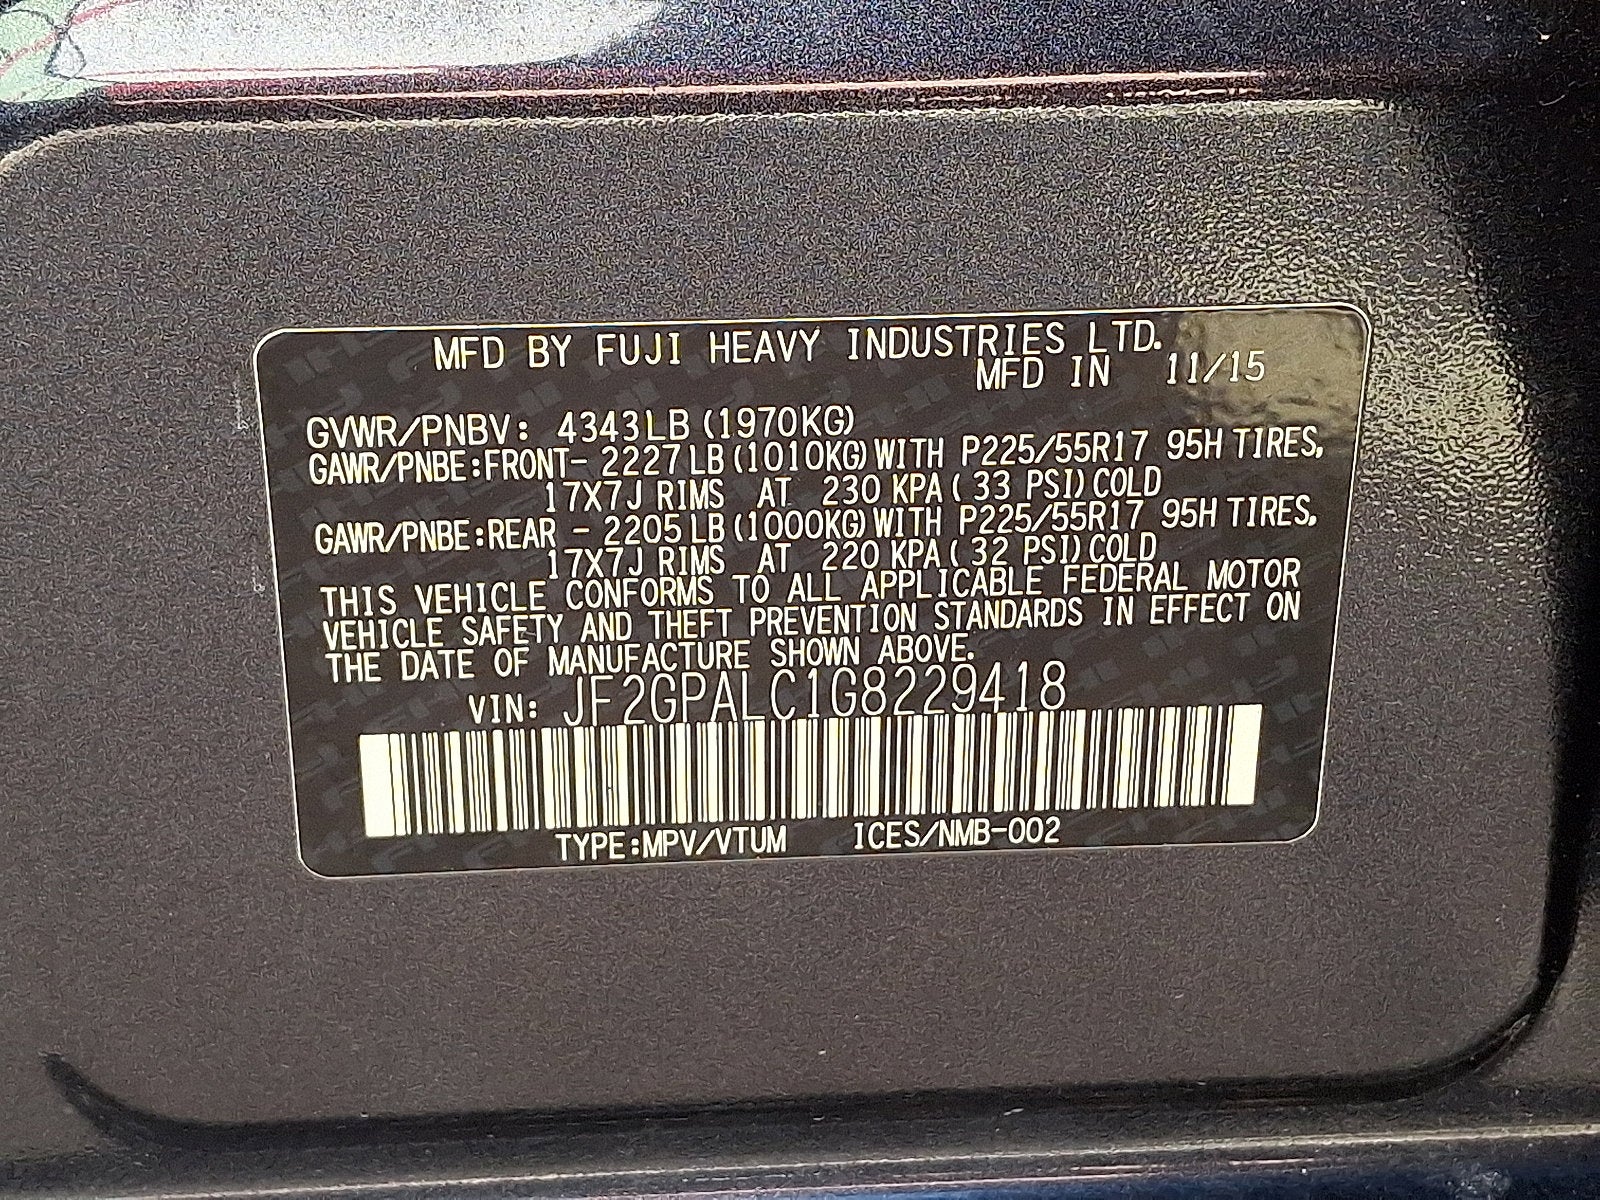 MFD BY FUJI HEAVY INDUSTRIES LTD.
MFD IN 11/15
GVWR/PNBV: 4343LB(1970KG)
GAWR/PNBE:FRONT- 2227LB(1010KG)WITH P225/55R17 95H TIRES,
17X7J RIMS AT 230 KPA( 33 PSI)COLD
GAWR/PNBE:REAR - 2205LB(1000KG)WITH P225/55R17 95H TIRES,
17X7J RIMS AT 220 KPA( 32 PSI)COLD
THIS VEHICLE CONFORMS TO ALL APPLICABLE FEDERAL MOTOR
VEHICLE SAFETY AND THEFT PREVENTION STANDARDS IN EFFECT ON
THE DATE OF MANUFACTURE SHOWN ABOVE.
VIN: JF2GPALC1G8229418
TYPE:MPV/VTUM ICES/NMB-002